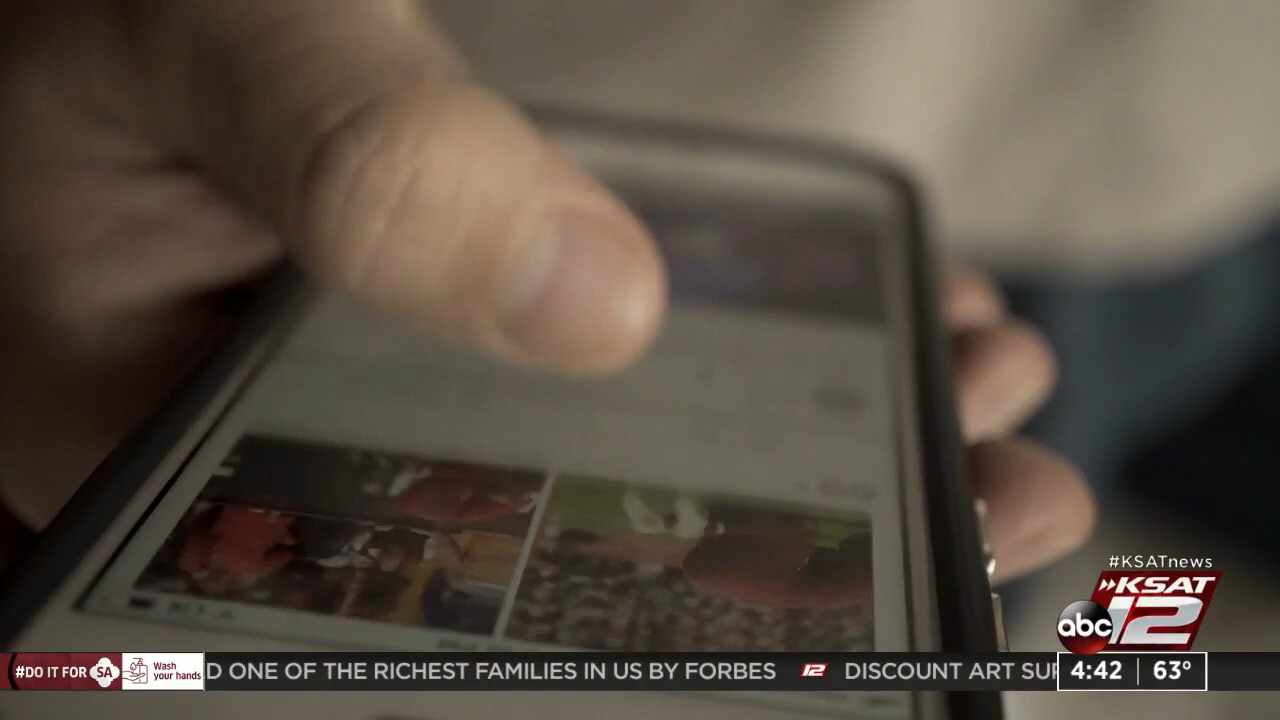 #KSATnews
KSAT
abc 12
#DO IT FOR SA
Wash
your hands
D ONE OF THE RICHEST FAMILIES IN US BY FORBES 12 DISCOUNT ART SUP
4:42 63°